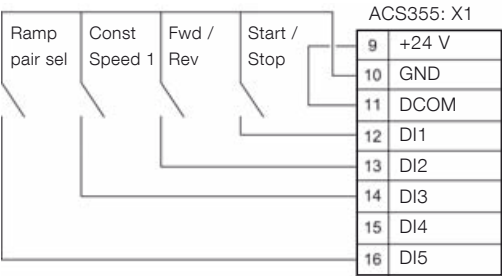 ACS355: X1
Ramp pair sel
Const Speed 1
Fwd / Rev
Start / Stop
9 +24 V
10 GND
11 DCOM
12 DI1
13 DI2
14 DI3
15 DI4
16 DI5